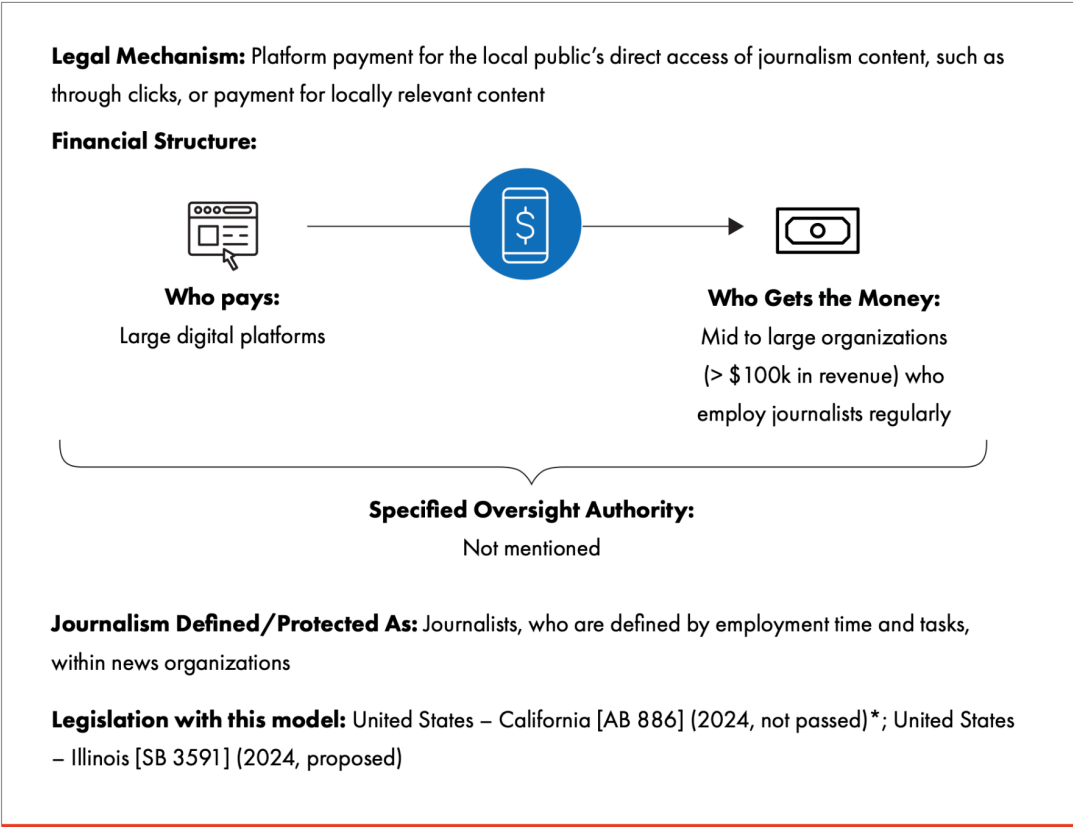 Legal Mechanism: Platform payment for the local public’s direct access of journalism content, such as
through clicks, or payment for locally relevant content
Financial Structure:
$
Who pays:
Large digital platforms
Who Gets the Money:
Mid to large organizations
(> $100k in revenue) who
employ journalists regularly
Specified Oversight Authority:
Not mentioned
Journalism Defined/Protected As: Journalists, who are defined by employment time and tasks,
within news organizations
Legislation with this model: United States – California [AB 886] (2024, not passed)*; United States
– Illinois [SB 3591] (2024, proposed)